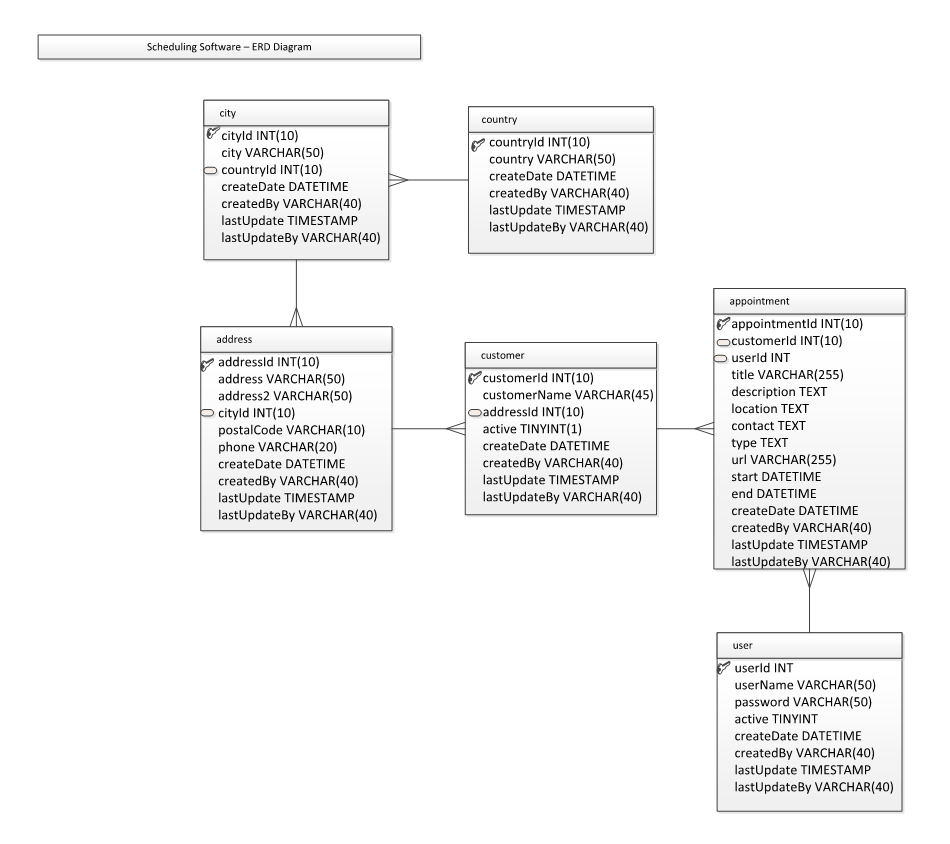 Scheduling Software – ERD Diagram
city
cityId INT(10)
city VARCHAR(50)
countryId INT(10)
createDate DATETIME
createdBy VARCHAR(40)
lastUpdate TIMESTAMP
lastUpdateBy VARCHAR(40)
country
countryId INT(10)
country VARCHAR(50)
createDate DATETIME
createdBy VARCHAR(40)
lastUpdate TIMESTAMP
lastUpdateBy VARCHAR(40)
address
addressId INT(10)
address VARCHAR(50)
address2 VARCHAR(50)
cityId INT(10)
postalCode VARCHAR(10)
phone VARCHAR(20)
createDate DATETIME
createdBy VARCHAR(40)
lastUpdate TIMESTAMP
lastUpdateBy VARCHAR(40)
customer
customerId INT(10)
customerName VARCHAR(45)
addressId INT(10)
active TINYINT(1)
createDate DATETIME
createdBy VARCHAR(40)
lastUpdate TIMESTAMP
lastUpdateBy VARCHAR(40)
appointment
appointmentId INT(10)
customerId INT(10)
userId INT
title VARCHAR(255)
description TEXT
location TEXT
contact TEXT
type TEXT
url VARCHAR(255)
start DATETIME
end DATETIME
createDate DATETIME
createdBy VARCHAR(40)
lastUpdate TIMESTAMP
lastUpdateBy VARCHAR(40)
user
userId INT
userName VARCHAR(50)
password VARCHAR(50)
active TINYINT
createDate DATETIME
createdBy VARCHAR(40)
lastUpdate TIMESTAMP
lastUpdateBy VARCHAR(40)